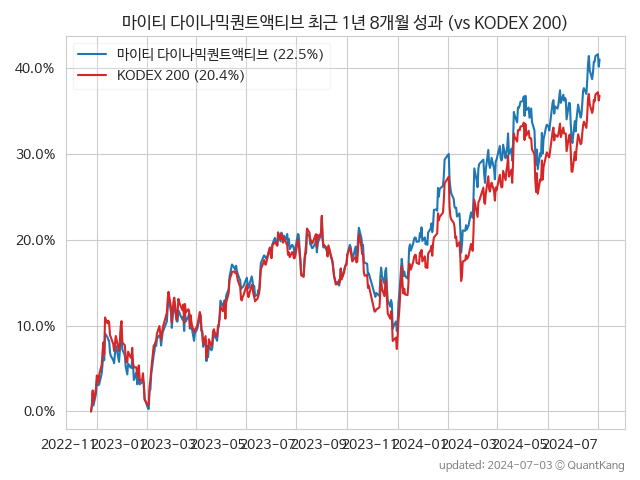 마이티 다이나믹퀀트액티브 최근 1년 8개월 성과 (vs KODEX 200)
마이티 다이나믹퀀트액티브 (22.5%)
KODEX 200 (20.4%)
40.0%
30.0%
20.0%
10.0%
0.0%
2022-11 2023-01 2023-03 2023-05 2023-07 2023-09 2023-11 2024-01 2024-03 2024-05 2024-07
updated: 2024-07-03 © QuantKang